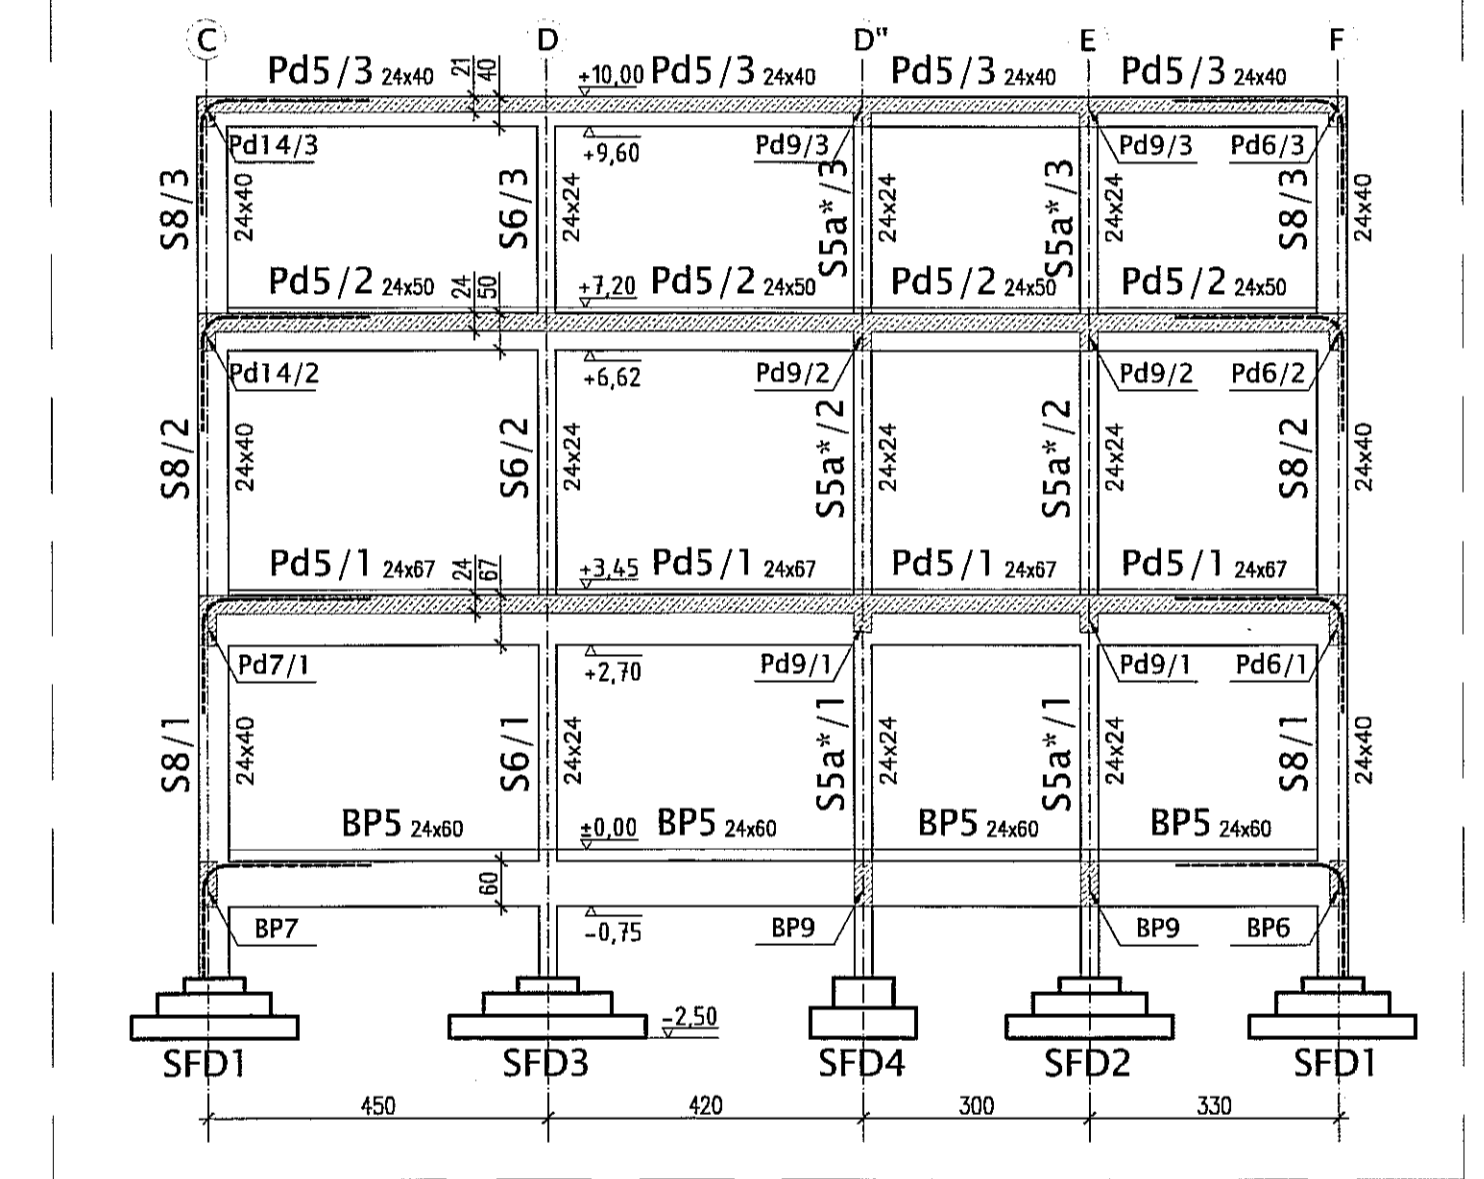 C D D" E F
Pd5/3 24x40 21 40 +10,00 Pd5/3 24x40 Pd5/3 24x40 Pd5/3 24x40
Pd14/3 +9,60 Pd9/3 Pd9/3 Pd6/3
S8/3 24x40 S6/3 24x24 S5a*/3 24x24 S5a*/3 24x24 S8/3 24x40
Pd5/2 24x50 24 50 +7,20 Pd5/2 24x50 Pd5/2 24x50 Pd5/2 24x50
Pd14/2 +6,62 Pd9/2 Pd9/2 Pd6/2
S8/2 24x40 S6/2 24x24 S5a*/2 24x24 S5a*/2 24x24 S8/2 24x40
Pd5/1 24x67 24 67 +3,45 Pd5/1 24x67 Pd5/1 24x67 Pd5/1 24x67
Pd7/1 +2,70 Pd9/1 Pd9/1 Pd6/1
S8/1 24x40 S6/1 24x24 S5a*/1 24x24 S5a*/1 24x24 S8/1 24x40
BP5 24x60 ±0,00 BP5 24x60 BP5 24x60 BP5 24x60
60
BP7 -0,75 BP9 BP9 BP6
-2,50
SFD1 SFD3 SFD4 SFD2 SFD1
450 420 300 330